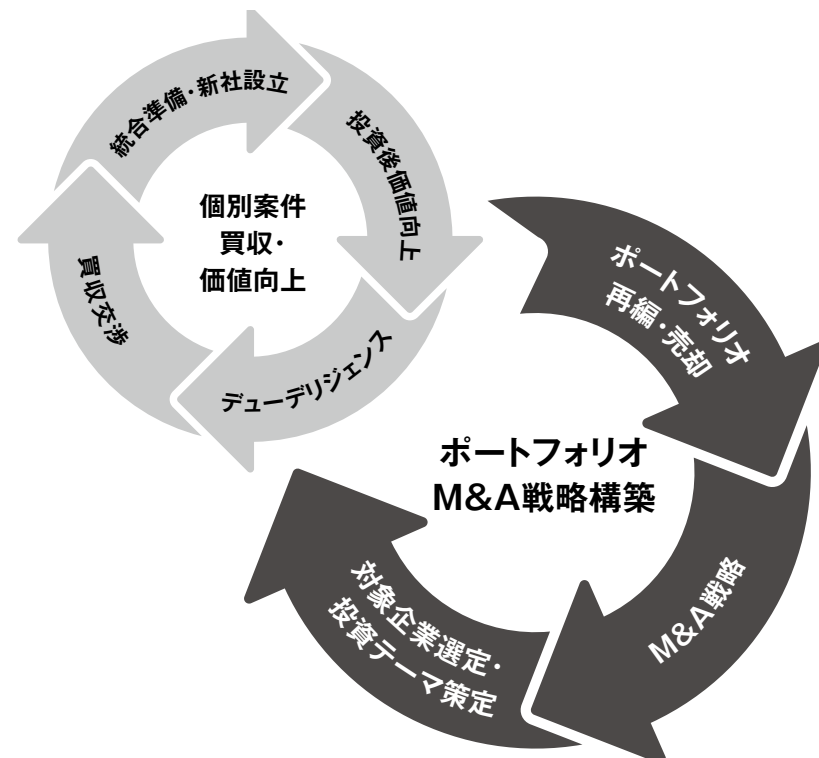 統合準備・新社設立
投資後価値向上
個別案件
買収・
価値向上
買収交渉
デューデリジェンス
ポートフォリオ
再編・売却
ポートフォリオ
M&A戦略構築
M&A戦略
対象企業選定・
投資テーマ策定